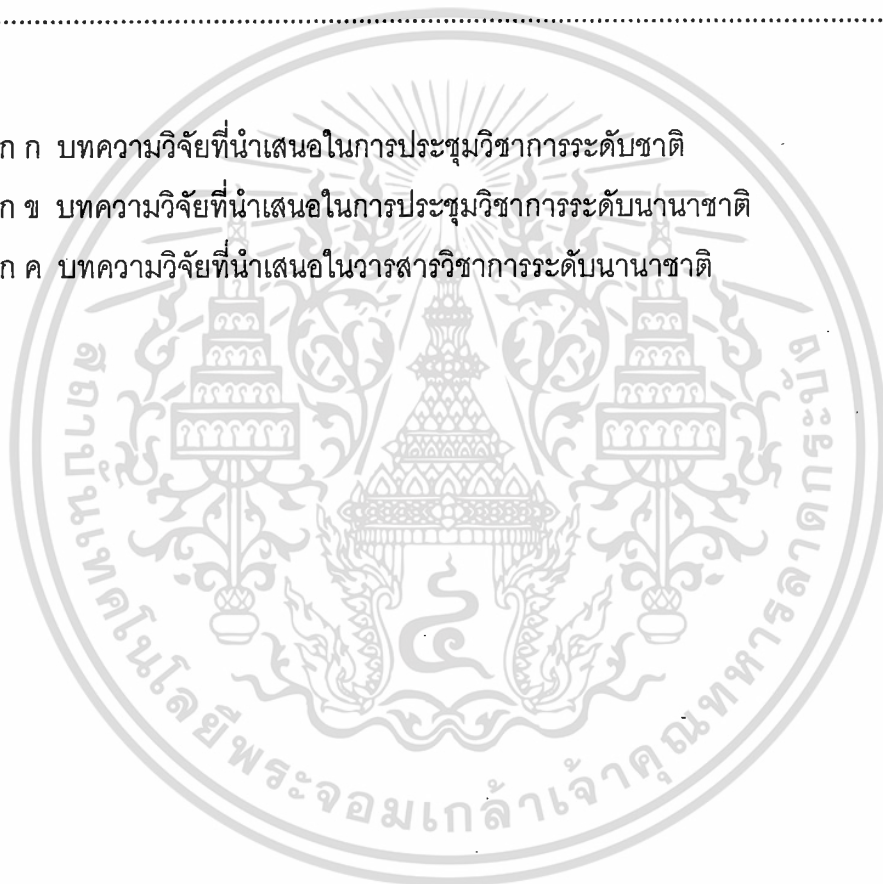 ก ก บทความวิจัยที่นำเสนอในการประชุมวิชาการระดับชาติ
ก ข บทความวิจัยที่นำเสนอในการประชุมวิชาการระดับนานาชาติ
ก ค บทความวิจัยที่นำเสนอในวารสารวิชาการระดับนานาชาติ
สถาบันเทคโนโลยีพระจอมเกล้าเจ้าคุณทหารลาดกระบัง
๔